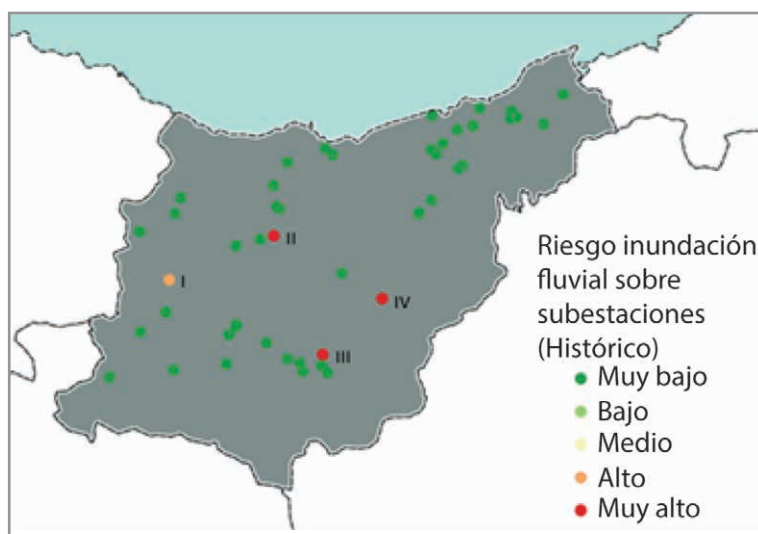 II
I
IV
III
Riesgo inundación
fluvial sobre
subestaciones
(Histórico)
Muy bajo
Bajo
Medio
Alto
Muy alto